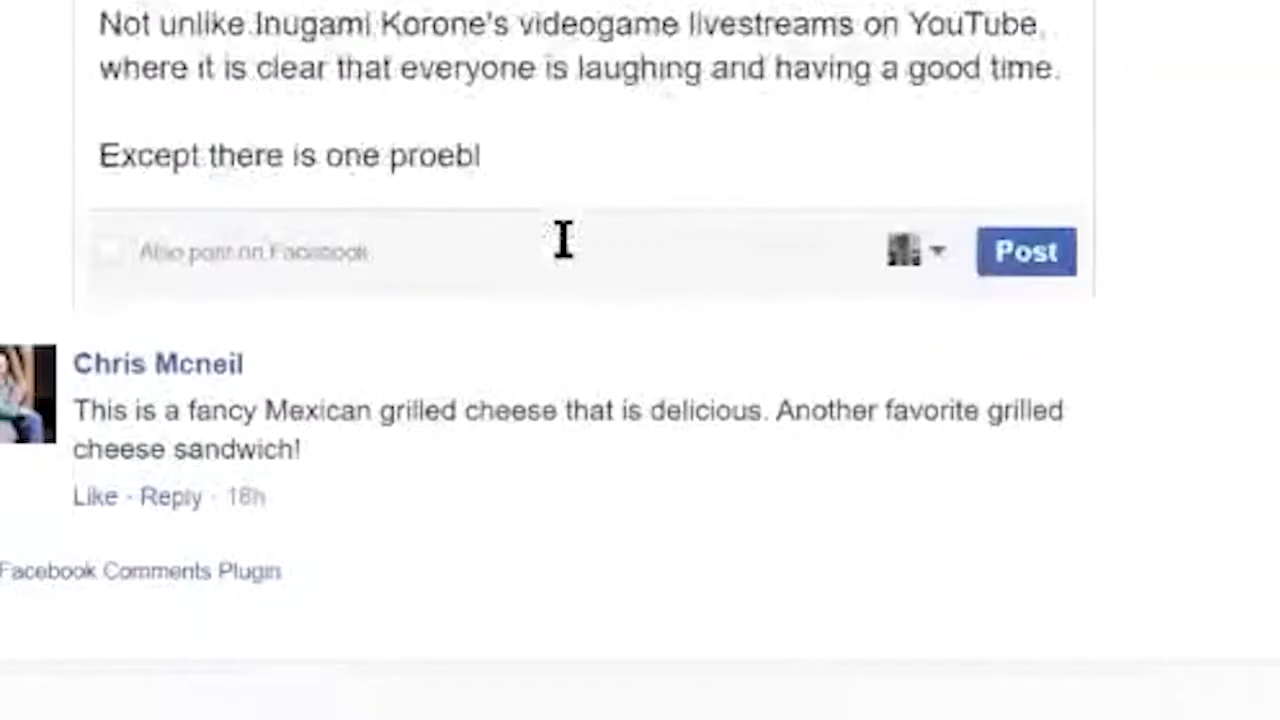 Not unlike Inugami Korone's videogame livestreams on YouTube,
where it is clear that everyone is laughing and having a good time.
Except there is one proebl
Also post on Facebook
Post
Chris Mcneil
This is a fancy Mexican grilled cheese that is delicious. Another favorite grilled
cheese sandwich!
Like · Reply · 18h
Facebook Comments Plugin